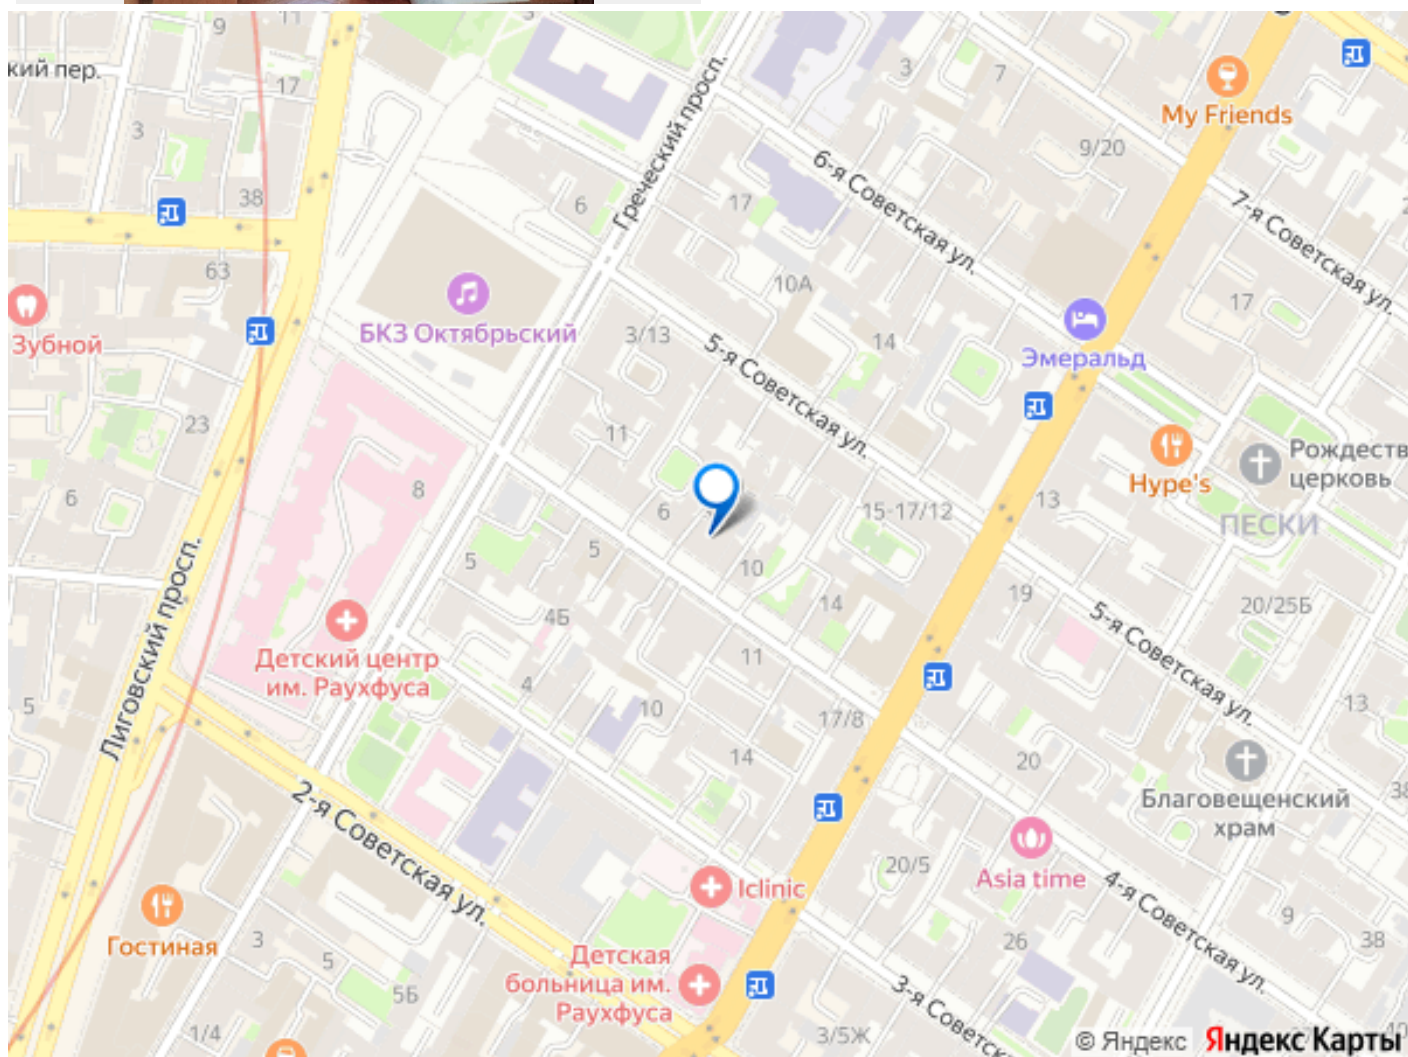 9
11
кий пер.
17
3
7
My Friends
3
9/20
38
6
Греческий просп.
17
6-я Советская ул.
7-я Советская ул.
63
10А
17
Зубной
БКЗ Октябрьский
3/13
5-я Советская ул.
14
Эмеральд
23
11
Рождеств
церковь
Hype's
6
8
6
15-17/12
13
ПЕСКИ
5
5
10
14
19
20/25Б
4Б
5-я Советская ул.
Лиговский просп.
Детский центр
им. Раухфуса
11
4
5
10
17/8
13
14
20
2-я Советская ул.
Благовещенский
храм
38
20/5
Asia time
Iclinic
4-я Советская ул.
9
Гостиная
3
5
26
38
Детская
больница им.
Раухфуса
5Б
3-я Советс
1/4
3/5Ж
© Яндекс Яндекс Карты